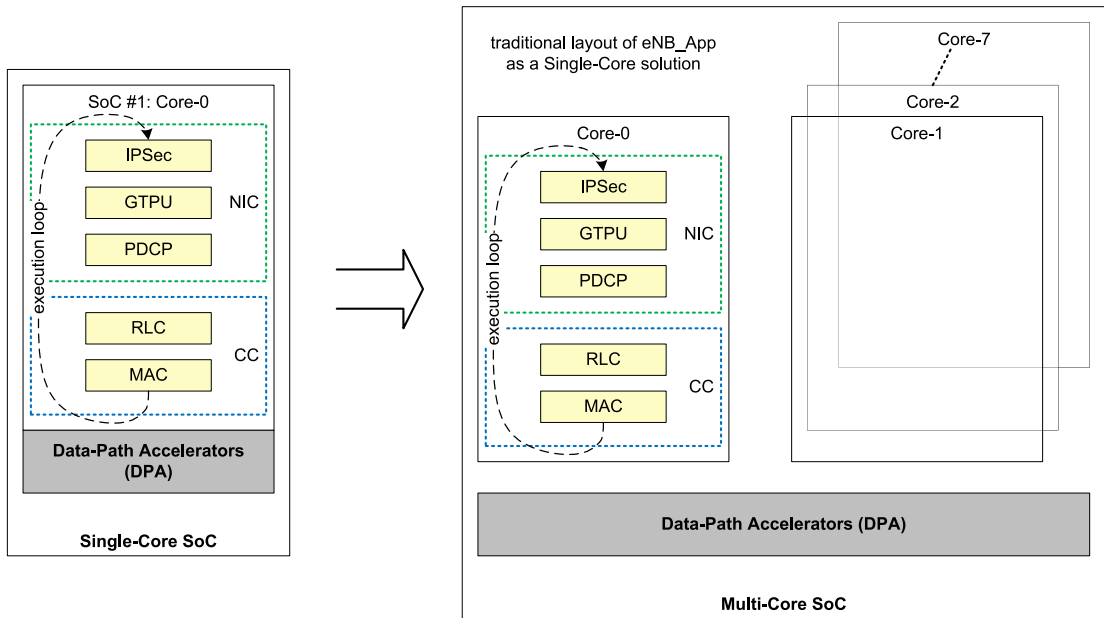 SoC #1: Core-0
IPSec
GTPU
NIC
PDCP
execution loop
RLC
CC
MAC
Data-Path Accelerators
(DPA)
Single-Core SoC
traditional layout of eNB_App
as a Single-Core solution
Core-7
Core-2
Core-1
Core-0
IPSec
GTPU
NIC
PDCP
execution loop
RLC
CC
MAC
Data-Path Accelerators (DPA)
Multi-Core SoC